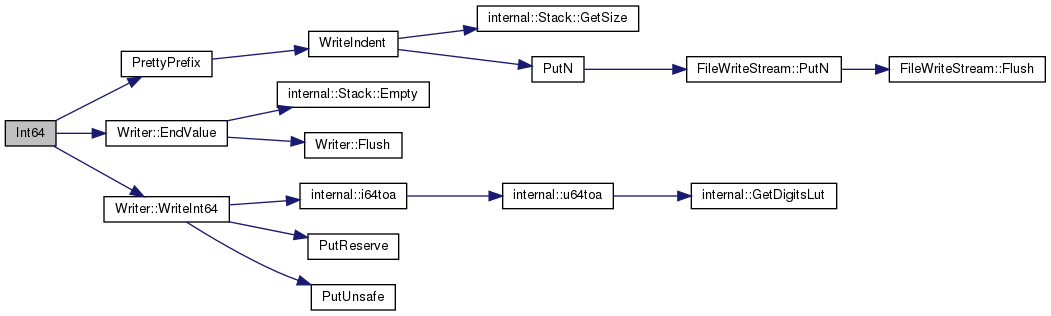 internal::Stack::GetSize
WriteIndent
PrettyPrefix
PutN
FileWriteStream::PutN
FileWriteStream::Flush
internal::Stack::Empty
Int64
Writer::EndValue
Writer::Flush
internal::i64toa
internal::u64toa
internal::GetDigitsLut
Writer::WriteInt64
PutReserve
PutUnsafe